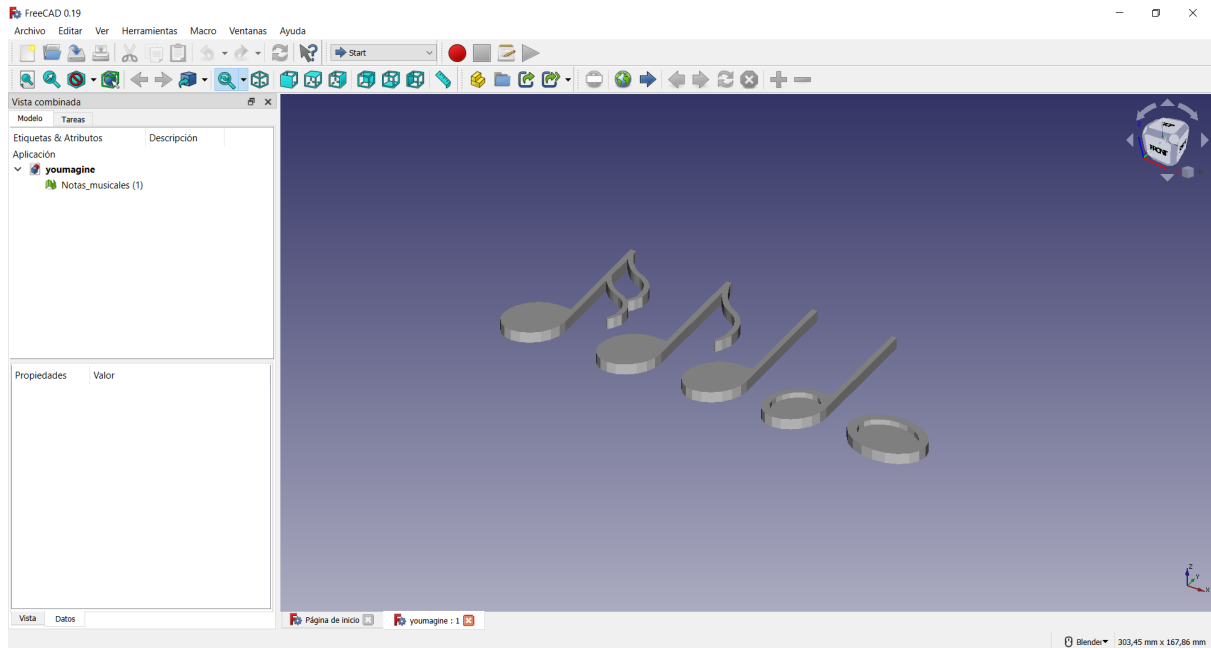 FreeCAD 0.19
Archivo Editar Ver Herramientas Macro Ventanas Ayuda
Start
Vista combinada
Modelo Tareas
Etiquetas & Atributos Descripción
Aplicación
youmagine
Notas_musicales (1)
Propiedades Valor
Vista Datos
FRONT
Z
Y
X
Página de inicio youmagine : 1
Blender 303,45 mm x 167,86 mm